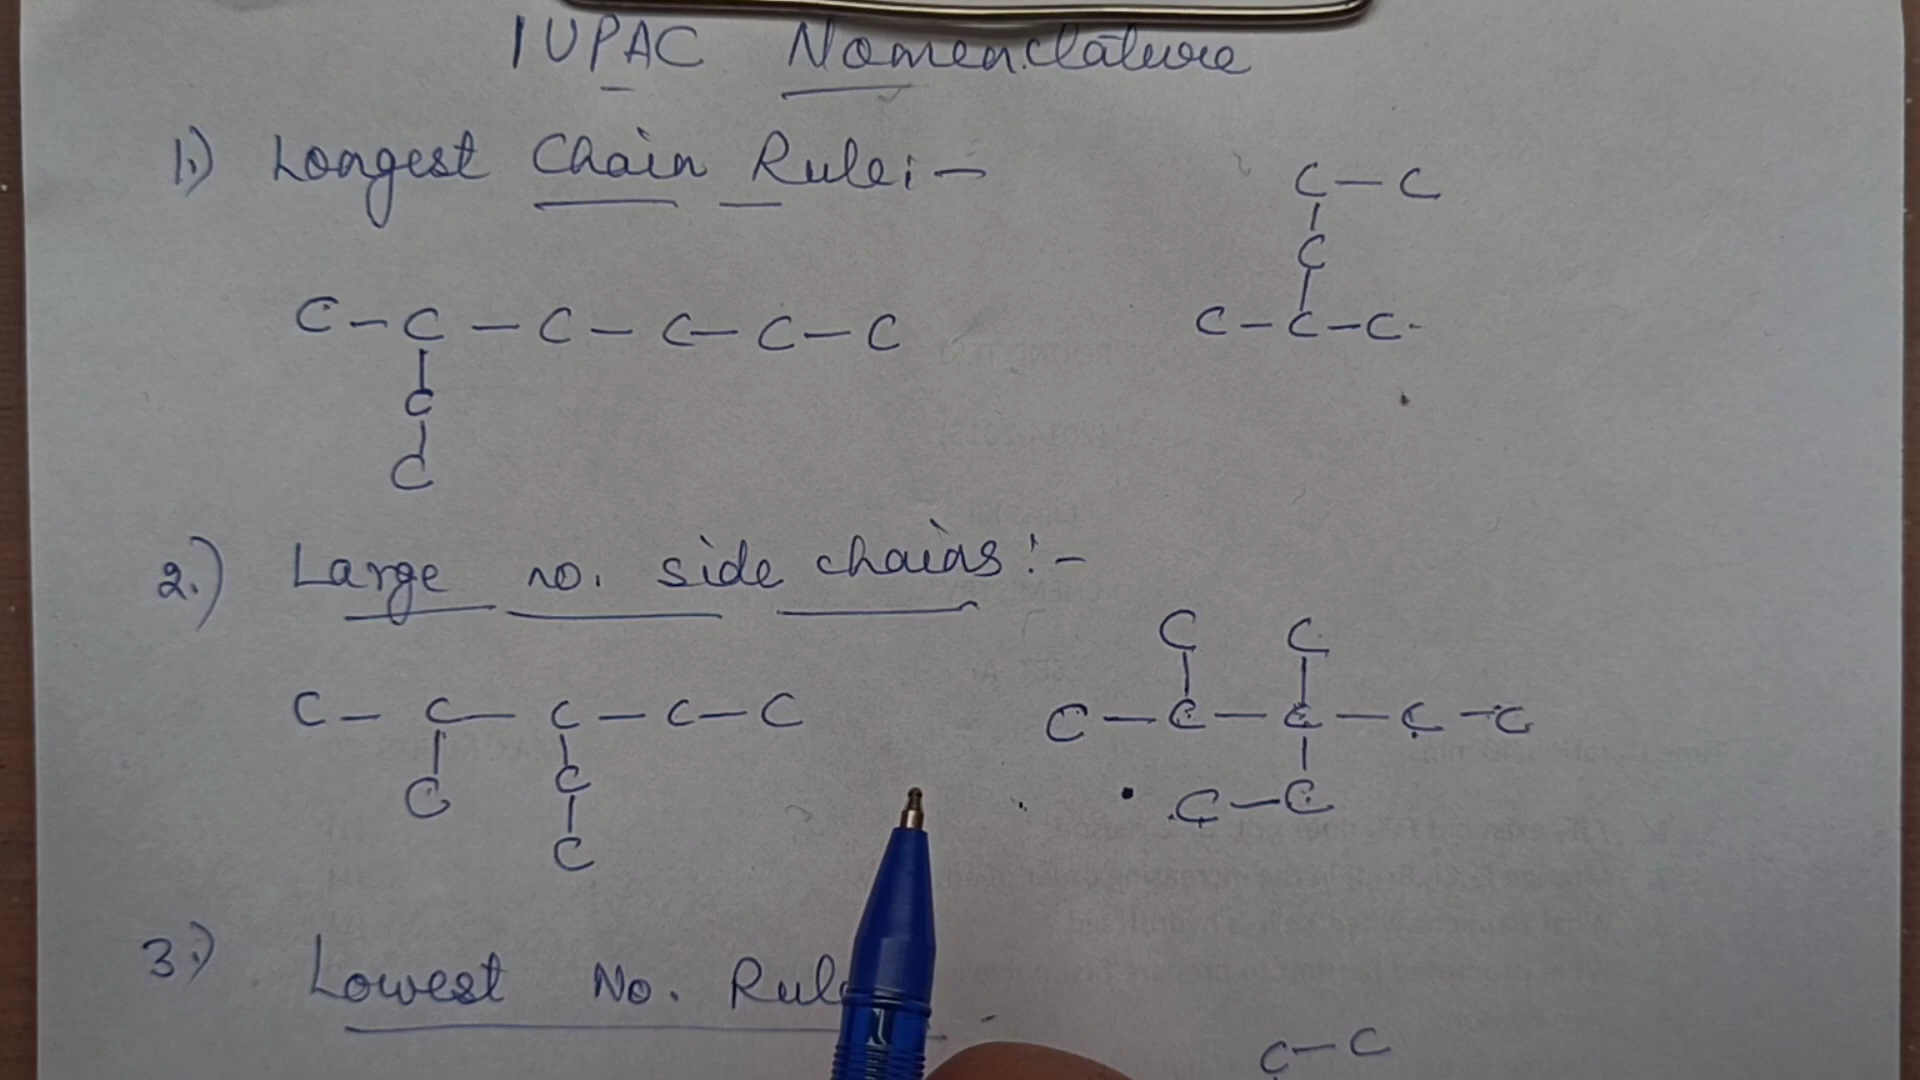 IUPAC Nomenclature
1.) Longest Chain Rule:-
C-C
|
C
|
C-C-C-
C-C-C-C-C-C
|
C
|
C
2.) Large no. side chains:-
C C
| |
C-C-C-C-C
|
C-C
C-C-C-C-C
| |
C C
|
C
3.) Lowest No. Rule
C-C